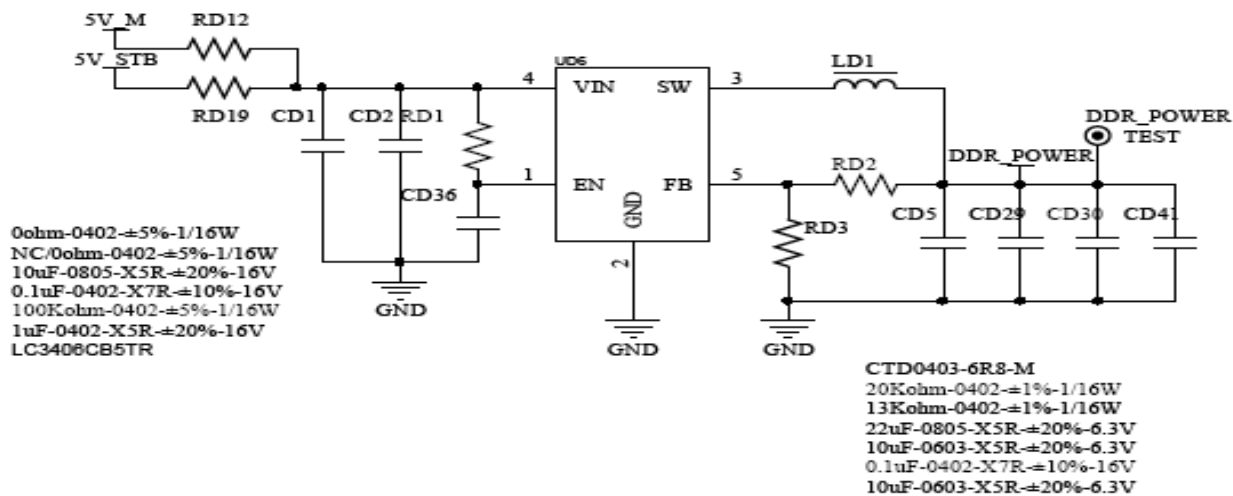 5V_M RD12
5V_STB
RD19
CD1 CD2 RD1
CD36
UD6
4 VIN SW 3
1 EN FB 5
GND
2
LD1
DDR_POWER
TEST
DDR_POWER
RD2
RD3
CD5 CD29 CD30 CD41
GND
GND
GND
0ohm-0402-±5%-1/16W
NC/0ohm-0402-±5%-1/16W
10uF-0805-X5R-±20%-16V
0.1uF-0402-X7R-±10%-16V
100Kohm-0402-±5%-1/16W
1uF-0402-X5R-±20%-16V
LC3406CB5TR
CTD0403-6R8-M
20Kohm-0402-±1%-1/16W
13Kohm-0402-±1%-1/16W
22uF-0805-X5R-±20%-6.3V
10uF-0603-X5R-±20%-6.3V
0.1uF-0402-X7R-±10%-16V
10uF-0603-X5R-±20%-6.3V